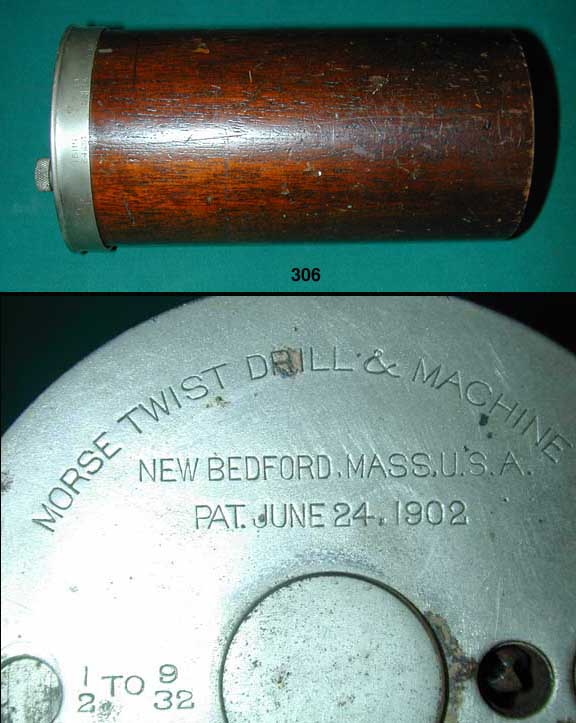 306
MORSE TWIST DRILL & MACHINE
NEW BEDFORD. MASS. U.S.A.
PAT. JUNE 24. 1902
1/2 TO 9/32